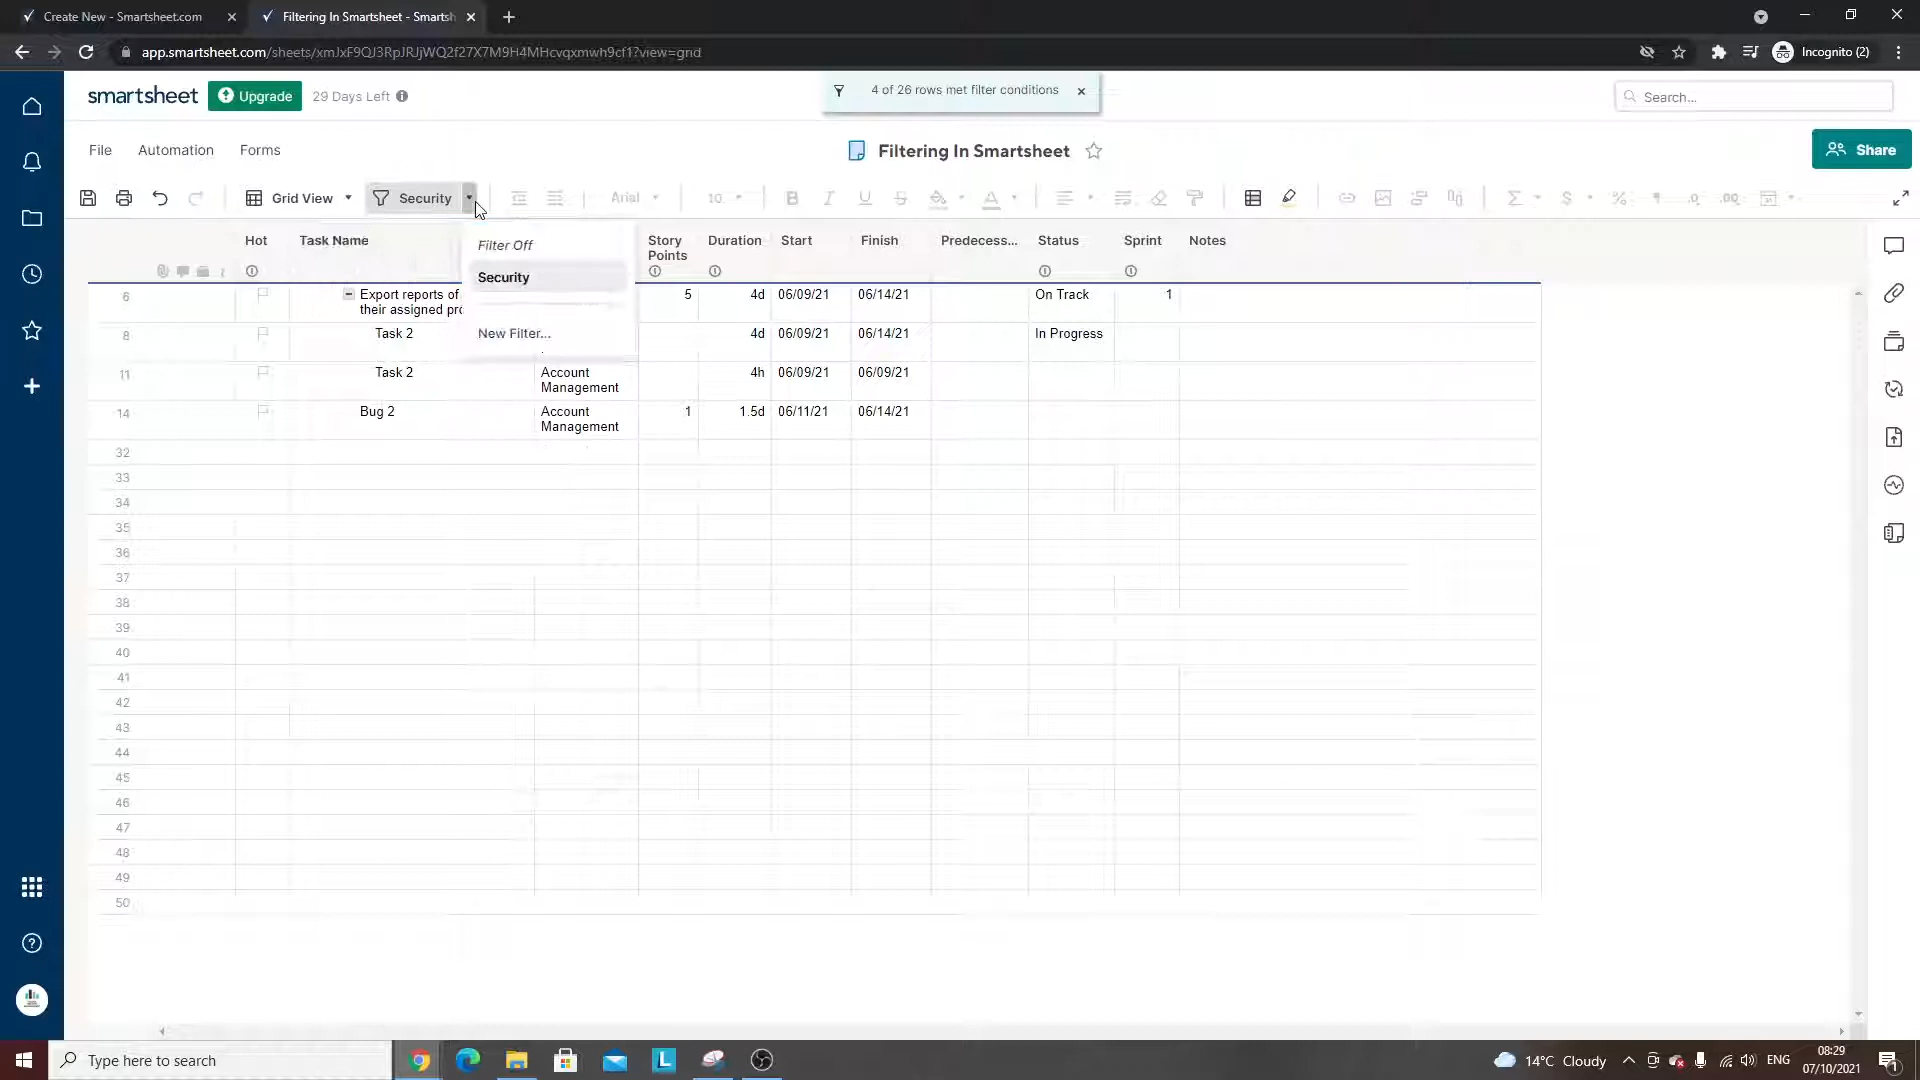 Create New - Smartsheet.com
Filtering In Smartsheet - Smarts
app.smartsheet.com/sheets/xmJxF9QJ3RpJRJjWQ2f27X7M9H4MHcvqxmwh9cf1?view=grid
Incognito (2)
smartsheet
Upgrade
29 Days Left
4 of 26 rows met filter conditions
Search...
File
Automation
Forms
Filtering In Smartsheet
Share
Grid View
Security
Arial
10
Hot
Task Name
Story Points
Duration
Start
Finish
Predecess...
Status
Sprint
Notes
Filter Off
Security
New Filter...
6 Export reports of 5 4d 06/09/21 06/14/21 On Track 1
their assigned pro
8 Task 2 4d 06/09/21 06/14/21 In Progress
11 Task 2 Account 4h 06/09/21 06/09/21
Management
14 Bug 2 Account 1 1.5d 06/11/21 06/14/21
Management
32
33
34
35
36
37
38
39
40
41
42
43
44
45
46
47
48
49
50
Type here to search
14°C Cloudy
ENG
08:29
07/10/2021